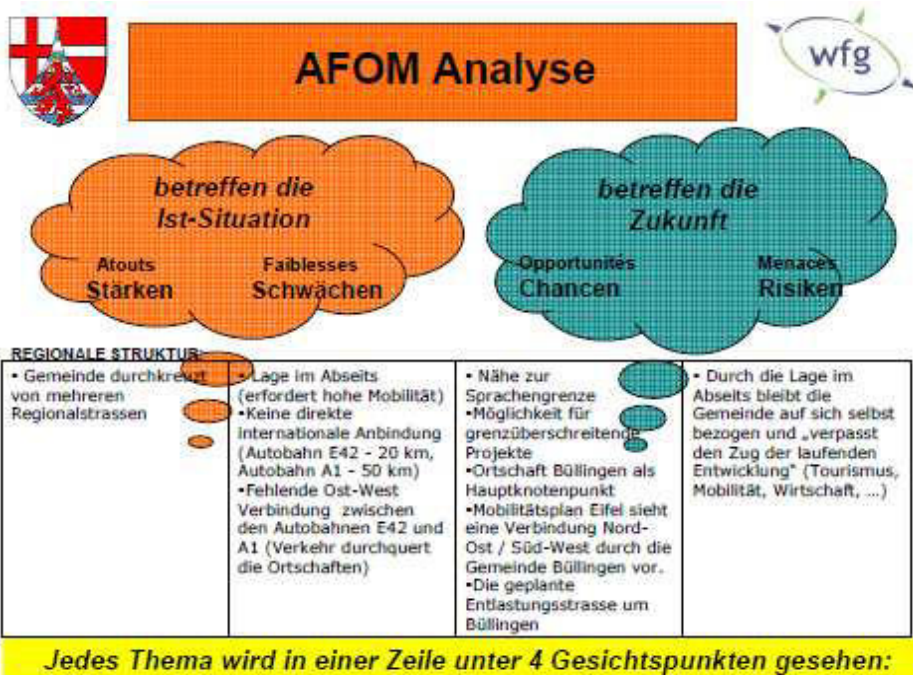 AFOM Analyse
wfg
betreffen die
Ist-Situation
Atouts
Stärken
Faiblesses
Schwächen
betreffen die
Zukunft
Opportunités
Chancen
Menaces
Risiken
REGIONALE STRUKTUR
• Gemeinde durchkreuzt
von mehreren
Regionalstrassen
• Lage im Abseits
(erfordert hohe Mobilität)
•Keine direkte
internationale Anbindung
(Autobahn E42 - 20 km,
Autobahn A1 - 50 km)
•Fehlende Ost-West
Verbindung zwischen
den Autobahnen E42 und
A1 (Verkehr durchquert
die Ortschaften)
• Nähe zur
Sprachengrenze
•Möglichkeit für
grenzüberschreitende
Projekte
•Ortschaft Büllingen als
Hauptknotenpunkt
•Mobilitätsplan Eifel sieht
eine Verbindung Nord-
Ost / Süd-West durch die
Gemeinde Büllingen vor.
•Die geplante
Entlastungsstrasse um
Büllingen
• Durch die Lage im
Abseits bleibt die
Gemeinde auf sich selbst
bezogen und „verpasst
den Zug der laufenden
Entwicklung" (Tourismus,
Mobilität, Wirtschaft, ...)
Jedes Thema wird in einer Zeile unter 4 Gesichtspunkten gesehen: